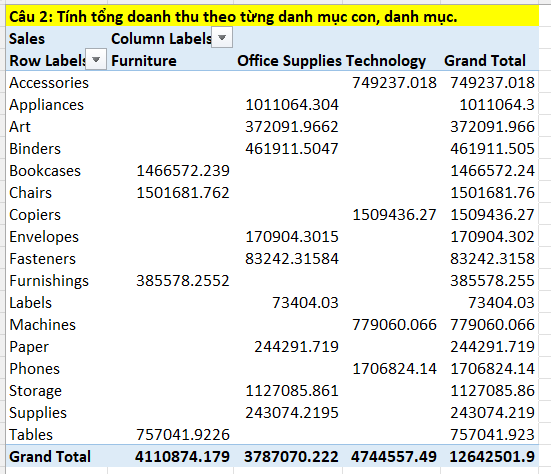 Câu 2: Tính tổng doanh thu theo từng danh mục con, danh mục.
Sales Column Labels
Row Labels Furniture Office Supplies Technology Grand Total
Accessories 749237.018 749237.018
Appliances 1011064.304 1011064.3
Art 372091.9662 372091.966
Binders 461911.5047 461911.505
Bookcases 1466572.239 1466572.24
Chairs 1501681.762 1501681.76
Copiers 1509436.27 1509436.27
Envelopes 170904.3015 170904.302
Fasteners 83242.31584 83242.3158
Furnishings 385578.2552 385578.255
Labels 73404.03 73404.03
Machines 779060.066 779060.066
Paper 244291.719 244291.719
Phones 1706824.14 1706824.14
Storage 1127085.861 1127085.86
Supplies 243074.2195 243074.219
Tables 757041.9226 757041.923
Grand Total 4110874.179 3787070.222 4744557.49 12642501.9